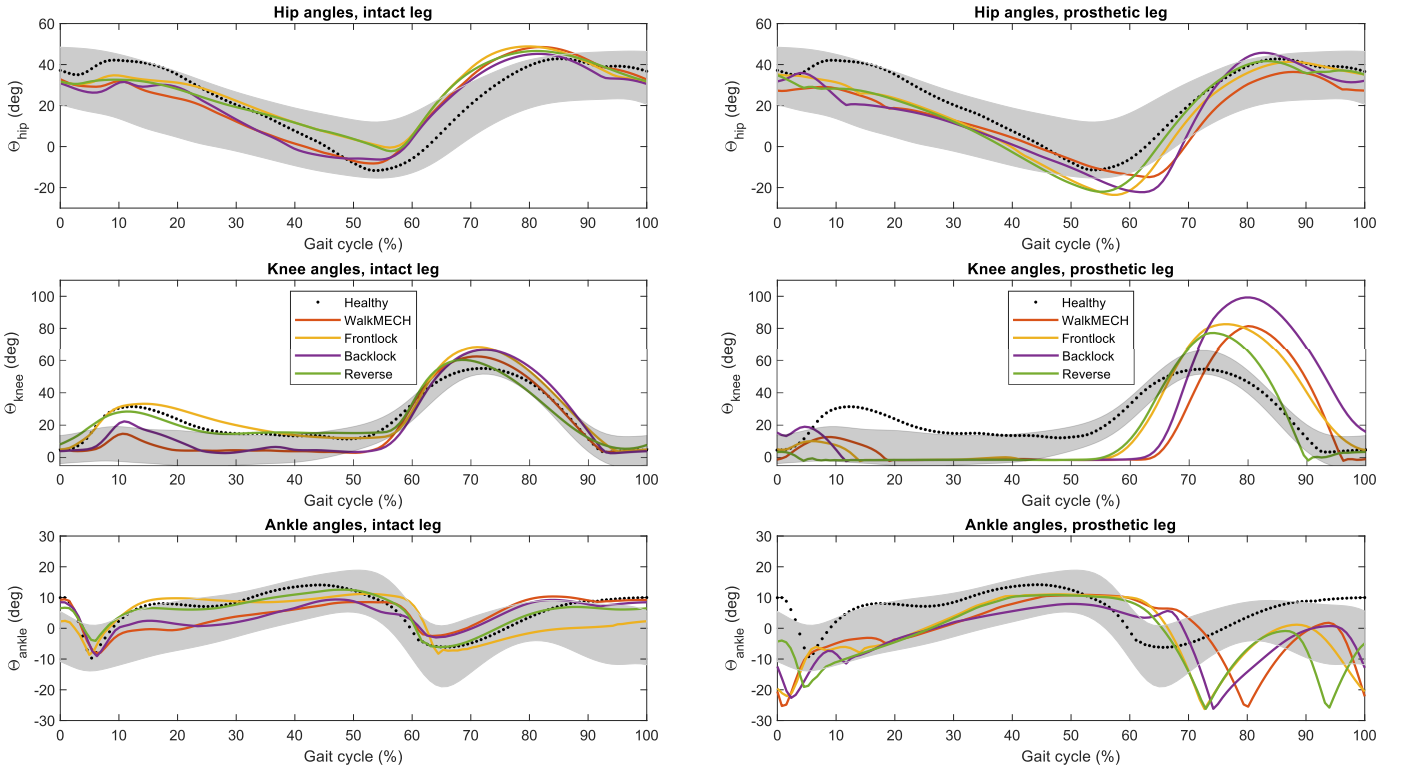 Hip angles, intact leg
60
40
20
0
-20
Θhip (deg)
0 10 20 30 40 50 60 70 80 90 100
Gait cycle (%)
Hip angles, prosthetic leg
60
40
20
0
-20
Θhip (deg)
0 10 20 30 40 50 60 70 80 90 100
Gait cycle (%)
Knee angles, intact leg
100
80
60
40
20
0
Θknee (deg)
Healthy
WalkMECH
Frontlock
Backlock
Reverse
0 10 20 30 40 50 60 70 80 90 100
Gait cycle (%)
Knee angles, prosthetic leg
100
80
60
40
20
0
Θknee (deg)
Healthy
WalkMECH
Frontlock
Backlock
Reverse
0 10 20 30 40 50 60 70 80 90 100
Gait cycle (%)
Ankle angles, intact leg
30
20
10
0
-10
-20
-30
Θankle (deg)
0 10 20 30 40 50 60 70 80 90 100
Gait cycle (%)
Ankle angles, prosthetic leg
30
20
10
0
-10
-20
-30
Θankle (deg)
0 10 20 30 40 50 60 70 80 90 100
Gait cycle (%)